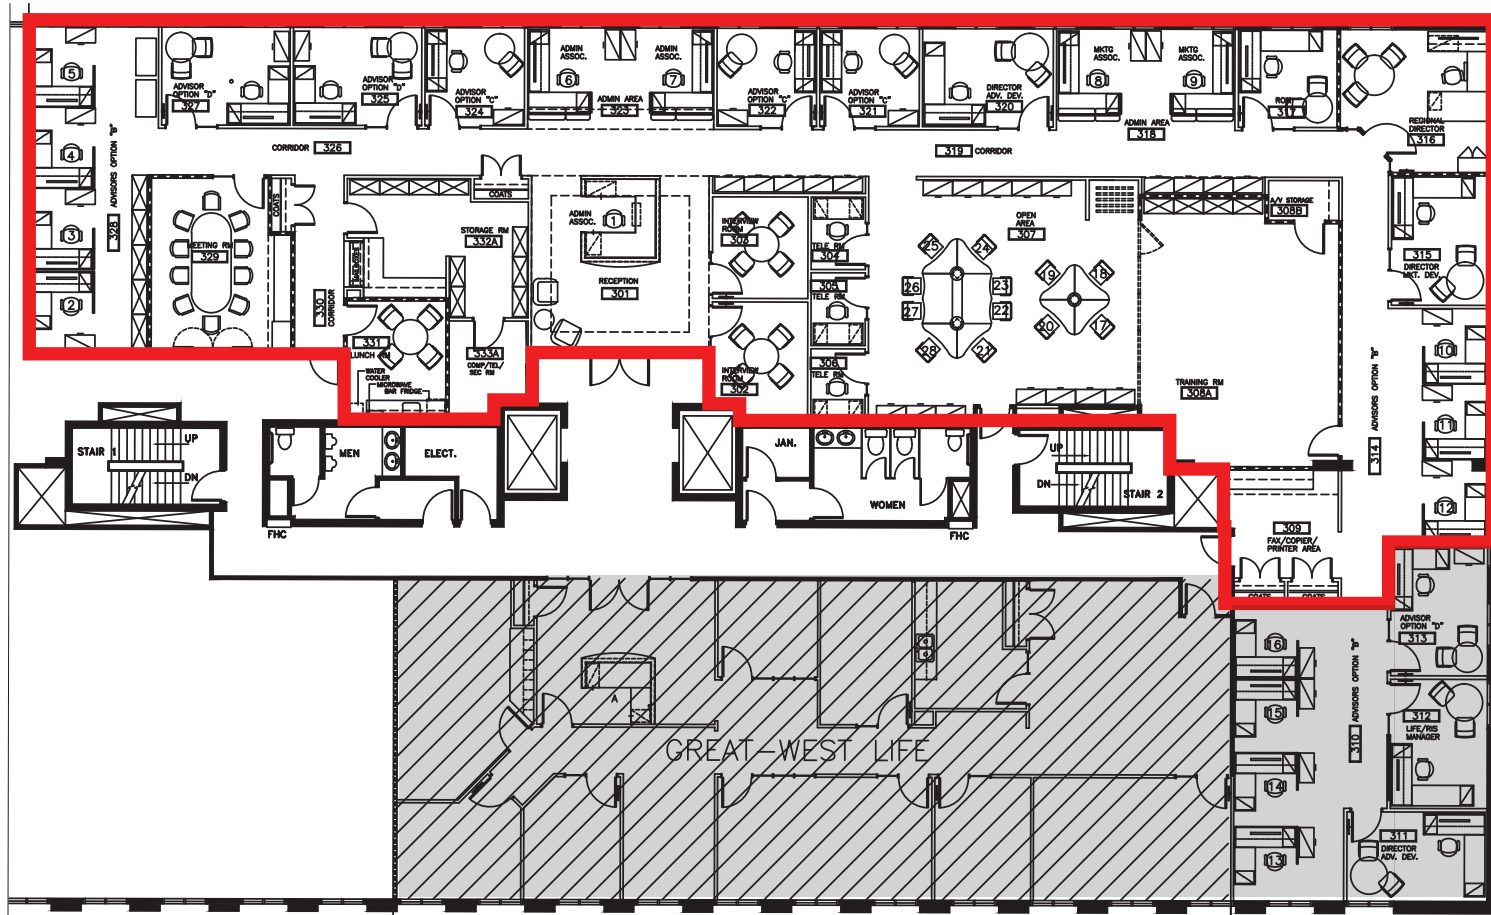 5
ADVISOR
OPTION "D"
327
ADVISOR
OPTION "D"
325
ADVISOR
OPTION "C"
324
ADMIN
ASSOC.
6
ADMIN AREA
323
ADMIN
ASSOC.
7
ADVISOR
OPTION "C"
322
ADVISOR
OPTION "C"
321
DIRECTOR
ADV. DEV.
320
MKTG
ASSOC.
8
ADMIN AREA
318
MKTG
ASSOC.
9
317
REGIONAL
DIRECTOR
316
4
ADVISORS OPTION "B"
328
3
2
CORRIDOR 326
319 CORRIDOR
COATS
MEETING RM
329
330
CORRIDOR
COATS
STORAGE RM
332A
ADMIN
ASSOC.
1
RECEPTION
301
INTERVIEW
ROOM
303
TELE RM
304
305
TELE RM
306
TELE RM
INTERVIEW
ROOM
302
OPEN
AREA
307
25
24
26
23
27
22
28
21
19
18
20
17
A/V STORAGE
308B
315
DIRECTOR
MKT. DEV.
331
LUNCH RM
333A
COMP/TEL/
SEC RM
WATER
COOLER
MICROWAVE
BAR FRIDGE
TRAINING RM
308A
ADVISORS OPTION "B"
314
10
11
12
STAIR 1
UP
DN
MEN
ELECT.
FHC
JAN.
WOMEN
FHC
UP
DN
STAIR 2
309
FAX/COPIER/
PRINTER AREA
COATS
COATS
A
GREAT-WEST LIFE
16
15
14
13
ADVISORS OPTION "B"
310
ADVISOR
OPTION "D"
313
312
LIFE/RIS
MANAGER
311
DIRECTOR
ADV. DEV.